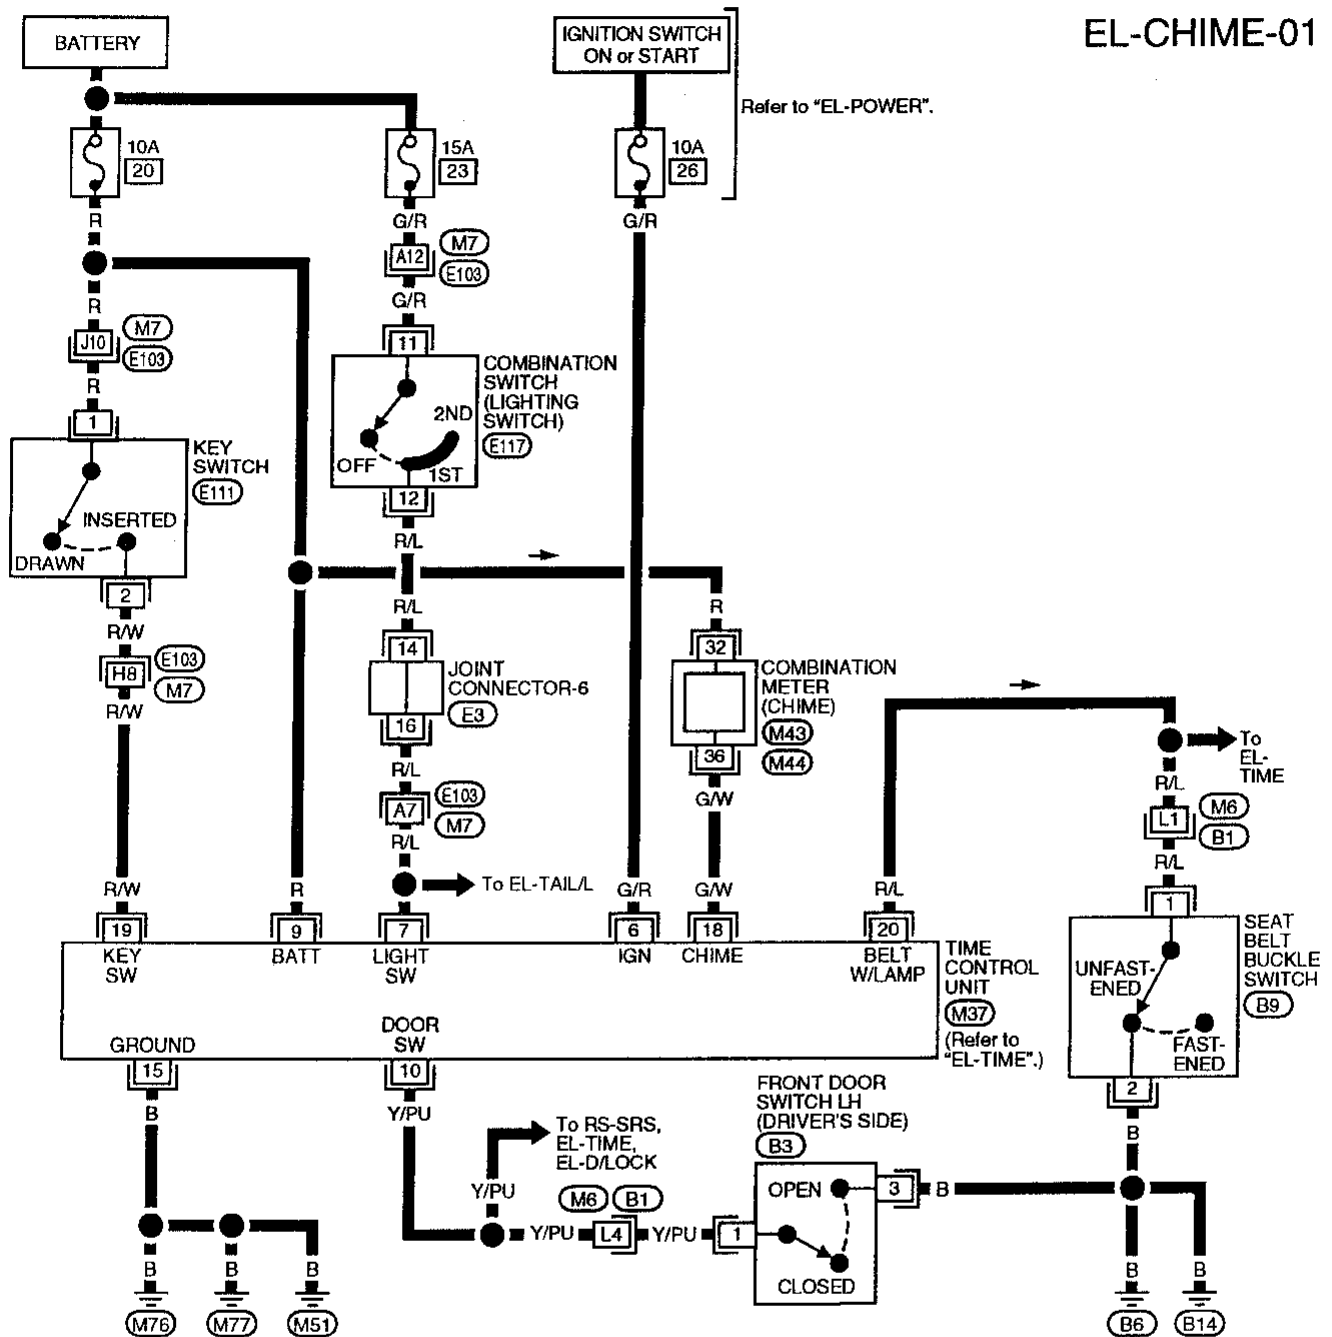 EL-CHIME-01
BATTERY
IGNITION SWITCH
ON or START
Refer to "EL-POWER".
10A
20
15A
23
10A
26
R
G/R
G/R
A12
M7
E103
G/R
R
J10
M7
E103
R
1
KEY
SWITCH
E111
INSERTED
DRAWN
2
R/W
H8
E103
M7
R/W
11
COMBINATION
SWITCH
(LIGHTING
SWITCH)
E117
2ND
OFF
1ST
12
R/L
R/L
14
JOINT
CONNECTOR-6
E3
16
R/L
A7
E103
M7
R/L
To EL-TAIL/L
R
32
COMBINATION
METER
(CHIME)
M43
M44
36
G/W
To
EL-
TIME
R/L
L1
M6
B1
R/L
R/W
R
G/R
G/W
R/L
19
9
7
6
18
20
1
KEY
SW
BATT
LIGHT
SW
IGN
CHIME
BELT
W/LAMP
TIME
CONTROL
UNIT
M37
(Refer to
"EL-TIME".)
SEAT
BELT
BUCKLE
SWITCH
B9
UNFAST-
ENED
FAST-
ENED
2
B
GROUND
DOOR
SW
15
10
B
Y/PU
To RS-SRS,
EL-TIME,
EL-D/LOCK
Y/PU
FRONT DOOR
SWITCH LH
(DRIVER'S SIDE)
B3
OPEN
3
B
M6
B1
Y/PU
L4
Y/PU
1
CLOSED
B
B
B
B
B
M76
M77
M51
B6
B14